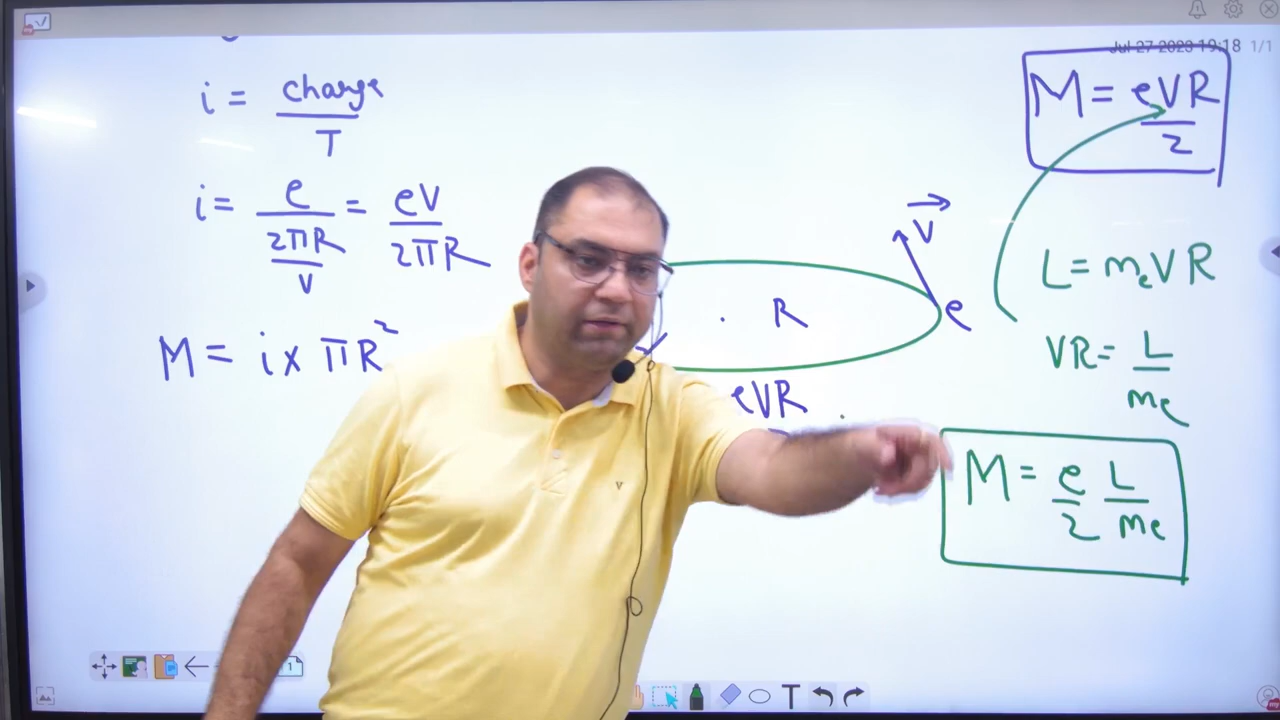 Jul 27 2023 19:18 1/1
i = charge / T
i = e / (2πR / V) = eV / 2πR
M = i x πR²
R
V
e
eVR
M = eVR / 2
L = mₑVR
VR = L / mₑ
M = e/2 L/mₑ
T
1